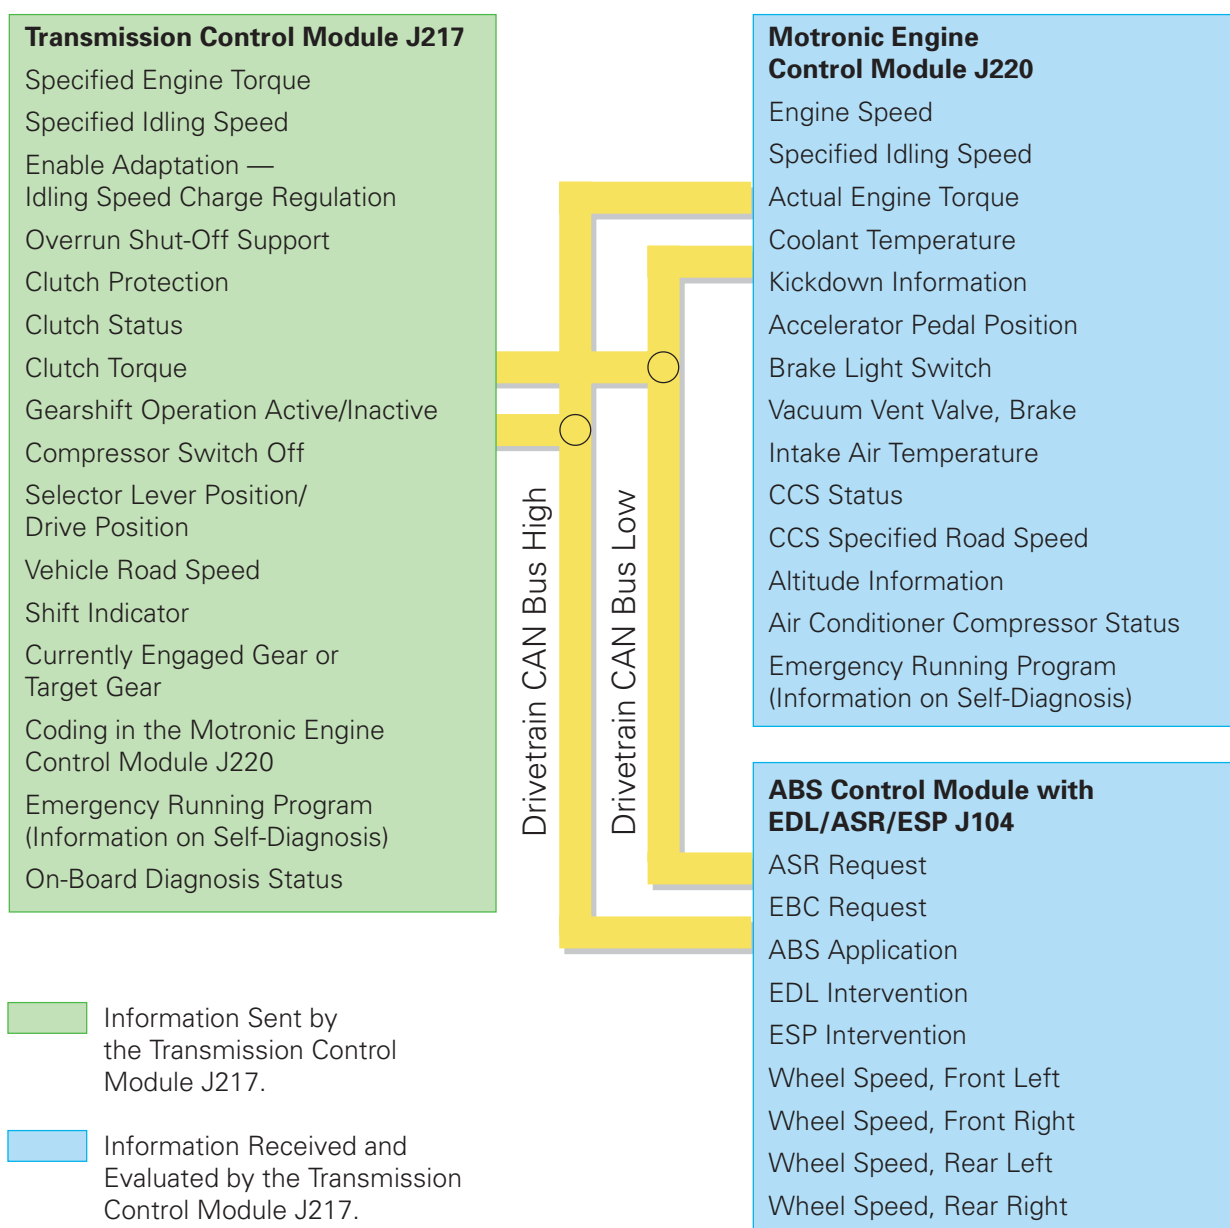 Transmission Control Module J217
Specified Engine Torque
Specified Idling Speed
Enable Adaptation —
Idling Speed Charge Regulation
Overrun Shut-Off Support
Clutch Protection
Clutch Status
Clutch Torque
Gearshift Operation Active/Inactive
Compressor Switch Off
Selector Lever Position/
Drive Position
Vehicle Road Speed
Shift Indicator
Currently Engaged Gear or
Target Gear
Coding in the Motronic Engine
Control Module J220
Emergency Running Program
(Information on Self-Diagnosis)
On-Board Diagnosis Status
Drivetrain CAN Bus High
Drivetrain CAN Bus Low
Motronic Engine
Control Module J220
Engine Speed
Specified Idling Speed
Actual Engine Torque
Coolant Temperature
Kickdown Information
Accelerator Pedal Position
Brake Light Switch
Vacuum Vent Valve, Brake
Intake Air Temperature
CCS Status
CCS Specified Road Speed
Altitude Information
Air Conditioner Compressor Status
Emergency Running Program
(Information on Self-Diagnosis)
ABS Control Module with
EDL/ASR/ESP J104
ASR Request
EBC Request
ABS Application
EDL Intervention
ESP Intervention
Wheel Speed, Front Left
Wheel Speed, Front Right
Wheel Speed, Rear Left
Wheel Speed, Rear Right
Information Sent by
the Transmission Control
Module J217.
Information Received and
Evaluated by the Transmission
Control Module J217.